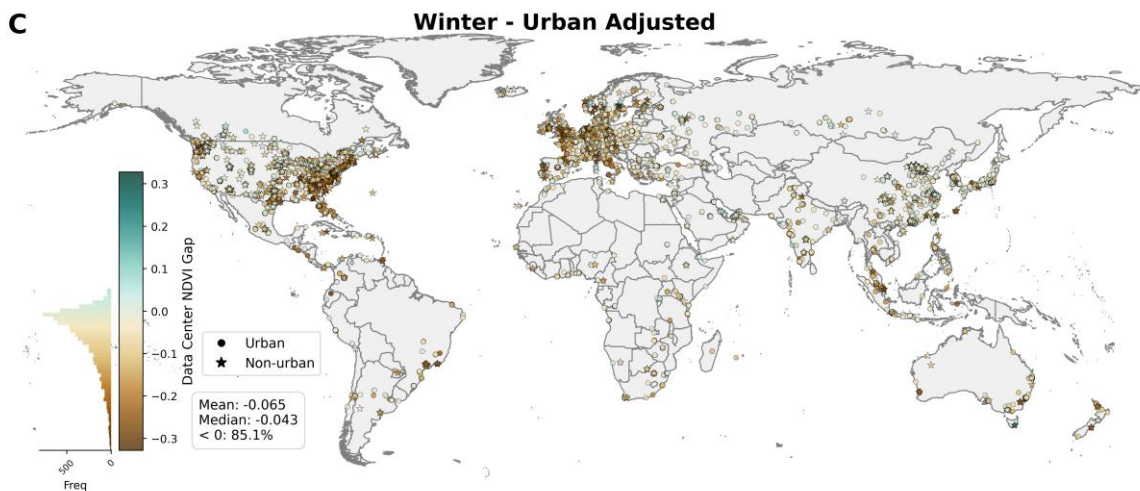 C
Winter - Urban Adjusted
0.3
0.2
0.1
0.0
−0.1
−0.2
−0.3
Data Center NDVI Gap
Urban
Non-urban
Mean: -0.065
Median: -0.043
< 0: 85.1%
500
0
Freq